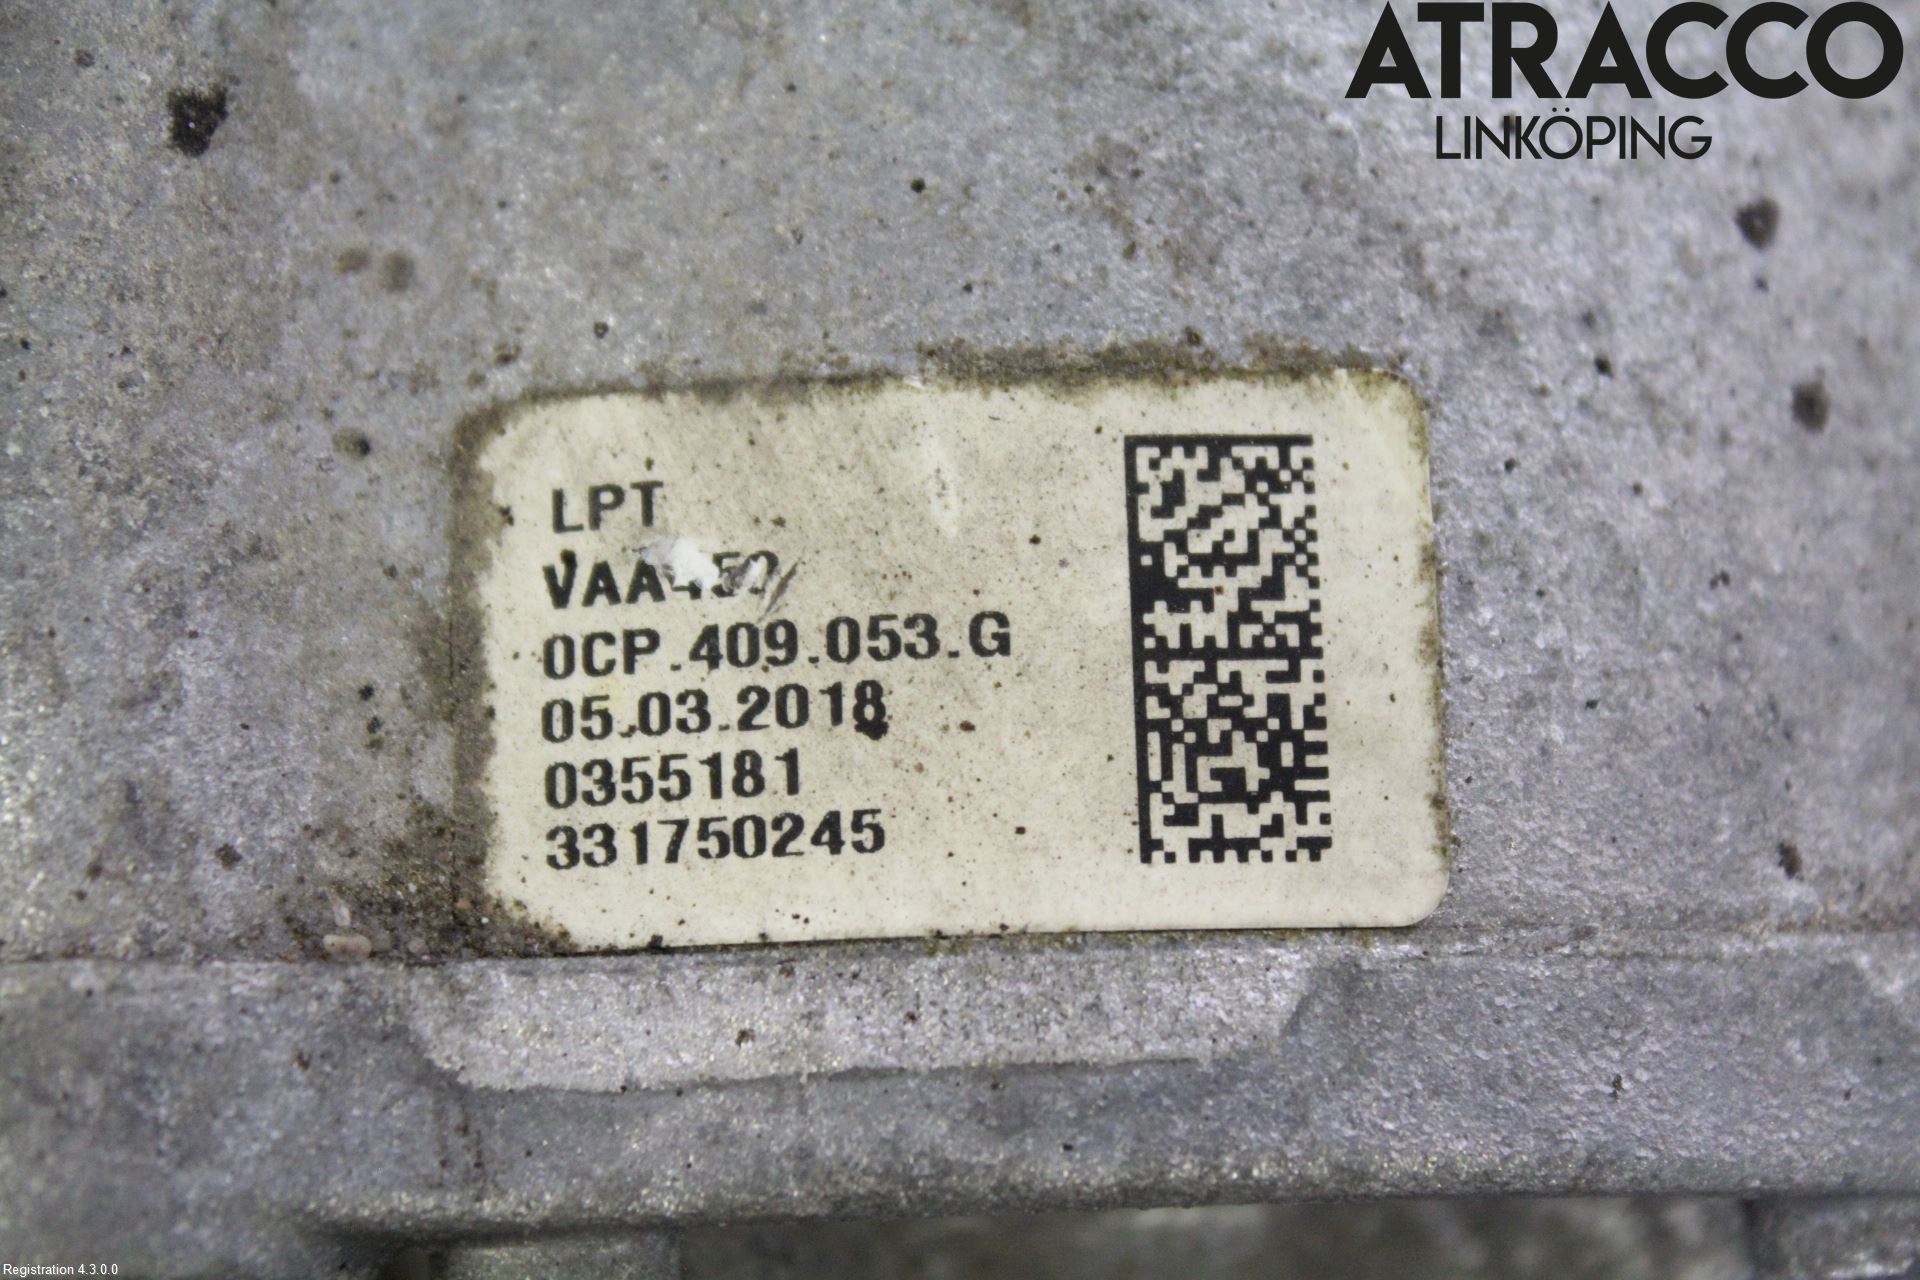 ATRACCO
LINKÖPING
LPT
0CP.409.053.G
05.03.2018
0355181
331750245
Registration 4.3.0.0